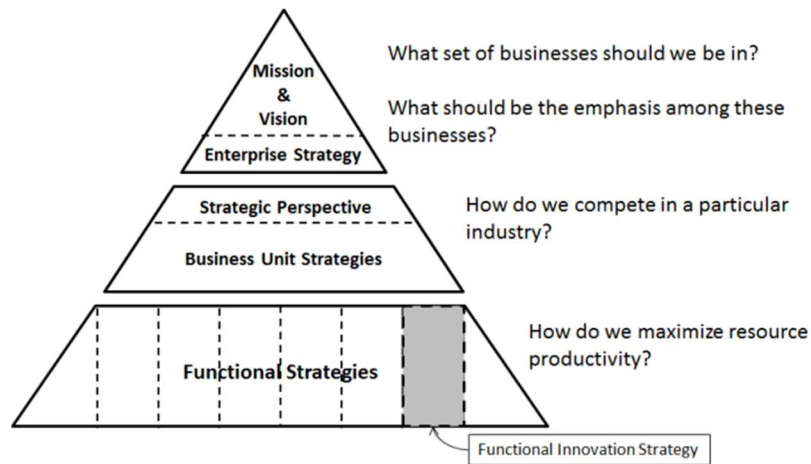 Mission
&
Vision
Enterprise Strategy
What set of businesses should we be in?
What should be the emphasis among these
businesses?
Strategic Perspective
Business Unit Strategies
How do we compete in a particular
industry?
Functional Strategies
How do we maximize resource
productivity?
Functional Innovation Strategy